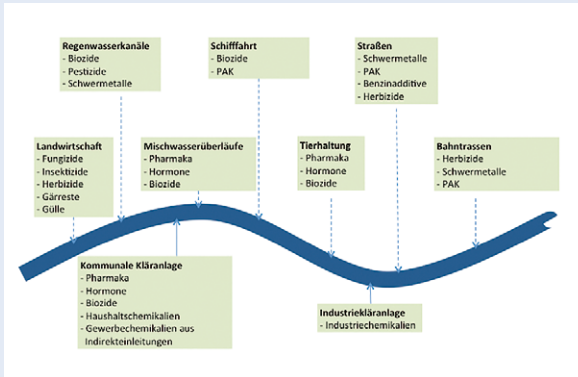 Regenwasserkanäle
- Biozide
- Pestizide
- Schwermetalle
Schifffahrt
- Biozide
- PAK
Straßen
- Schwermetalle
- PAK
- Benzinadditive
- Herbizide
Landwirtschaft
- Fungizide
- Insektizide
- Herbizide
- Gärreste
- Gülle
Mischwasserüberläufe
- Pharmaka
- Hormone
- Biozide
Tierhaltung
- Pharmaka
- Hormone
- Biozide
Bahntrassen
- Herbizide
- Schwermetalle
- PAK
Kommunale Kläranlage
- Pharmaka
- Hormone
- Biozide
- Haushaltschemikalien
- Gewerbechemikalien aus
Indirekteinleitungen
Industriekläranlage
- Industriechemikalien